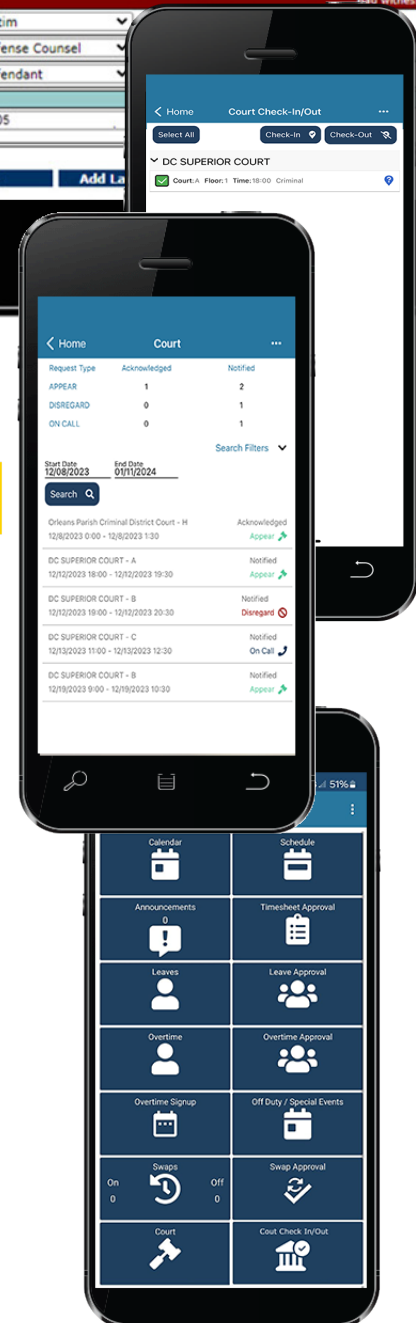 tim
fense Counsel
fendant
05
Add La
Home Court Check-In/Out ...
Select All Check-In Check-Out
DC SUPERIOR COURT
Court: A Floor: 1 Time: 18:00 Criminal
Home Court ...
Request Type Acknowledged Notified
APPEAR 1 2
DISREGARD 0 1
ON CALL 0 1
Search Filters
Start Date End Date
12/08/2023 01/11/2024
Search
Orleans Parish Criminal District Court - H Acknowledged
12/8/2023 0:00 - 12/8/2023 1:30 Appear
DC SUPERIOR COURT - A Notified
12/12/2023 18:00 - 12/12/2023 19:30 Appear
DC SUPERIOR COURT - B Notified
12/12/2023 19:00 - 12/12/2023 20:30 Disregard
DC SUPERIOR COURT - C Notified
12/13/2023 11:00 - 12/13/2023 12:30 On Call
DC SUPERIOR COURT - B Notified
12/19/2023 9:00 - 12/19/2023 10:30 Appear
51%
Calendar Schedule
Announcements Timesheet Approval
0
Leaves Leave Approval
Overtime Overtime Approval
Overtime Signup Off Duty / Special Events
Swaps Swap Approval
On Off
0 0
Court Cout Check In/Out